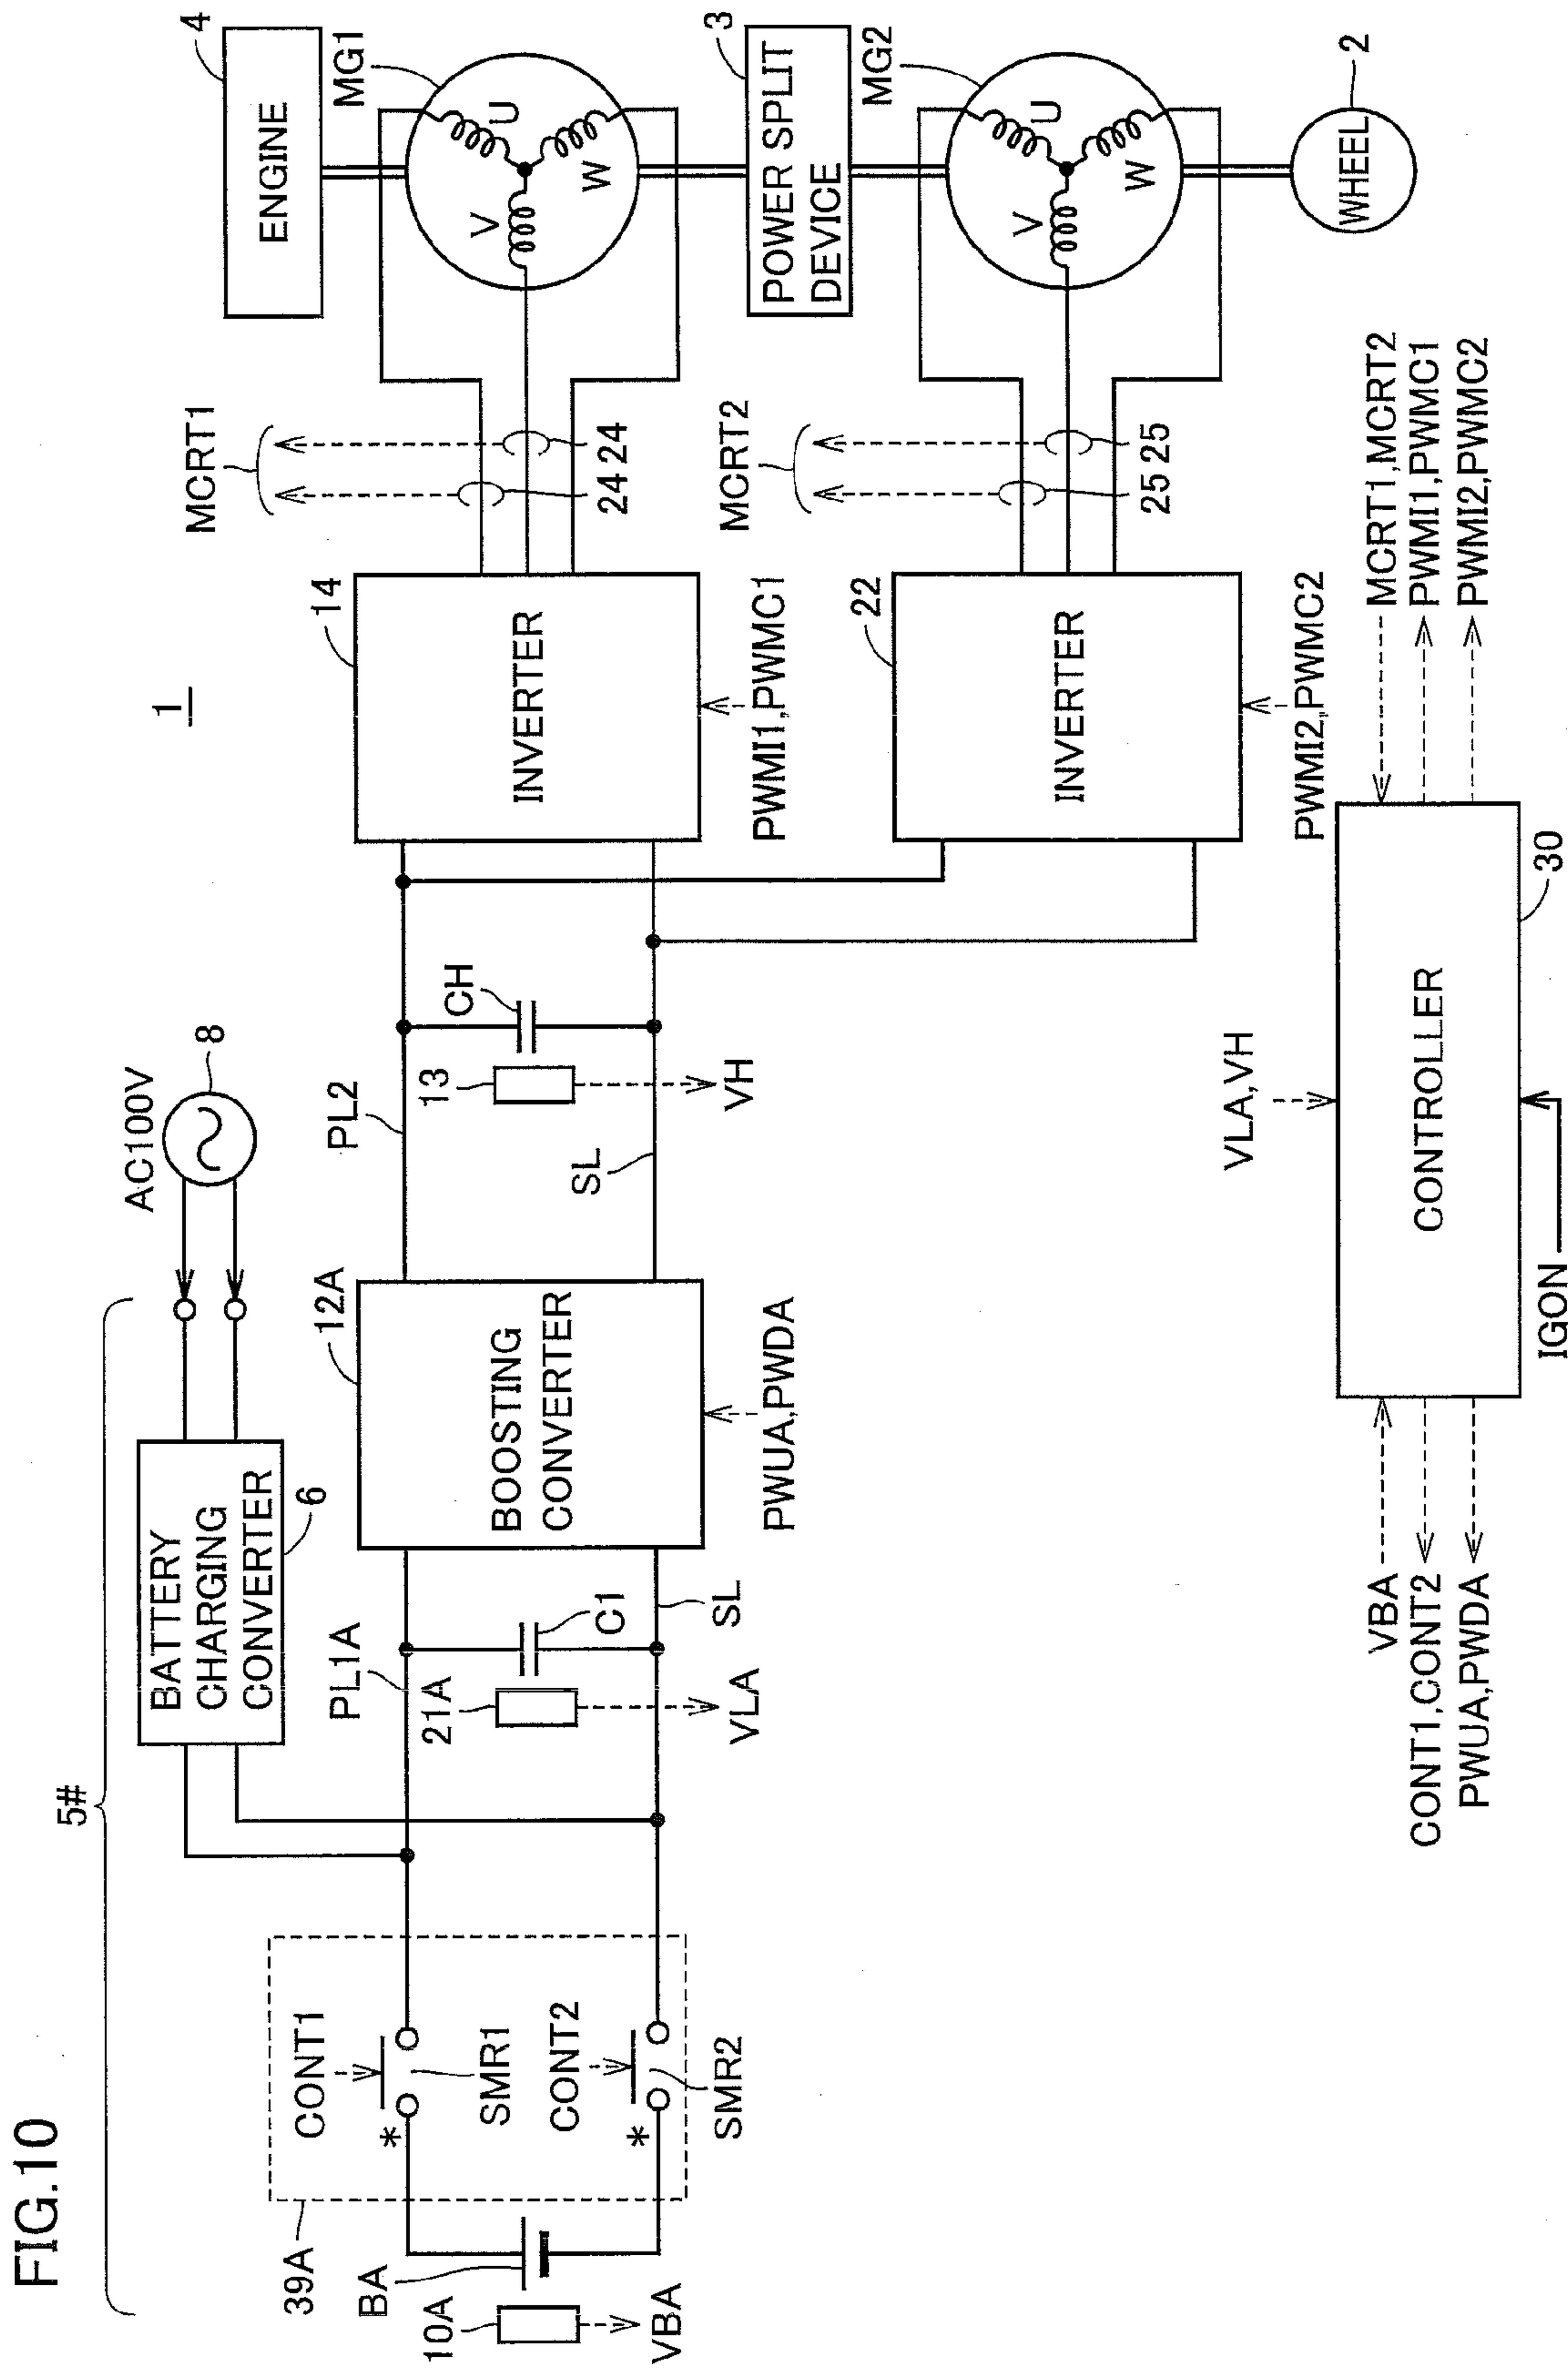 FIG.10
5#
1
AC100V
8
BATTERY
CHARGING
CONVERTER
6
39A
CONT1
*
SMR1
CONT2
*
SMR2
BA
10A
VBA
PL1A
21A
VLA
C1
SL
12A
BOOSTING
CONVERTER
PWUA,PWDA
PL2
SL
13
VH
CH
14
INVERTER
PWMI1,PWMC1
22
INVERTER
PWMI2,PWMC2
MCRT1
24
24
MCRT2
25
25
4
ENGINE
MG1
U
V
W
3
POWER SPLIT
DEVICE
MG2
U
V
W
WHEEL
2
VLA,VH
VBA
CONT1,CONT2
PWUA,PWDA
CONTROLLER
30
IGON
MCRT1,MCRT2
PWMI1,PWMC1
PWMI2,PWMC2